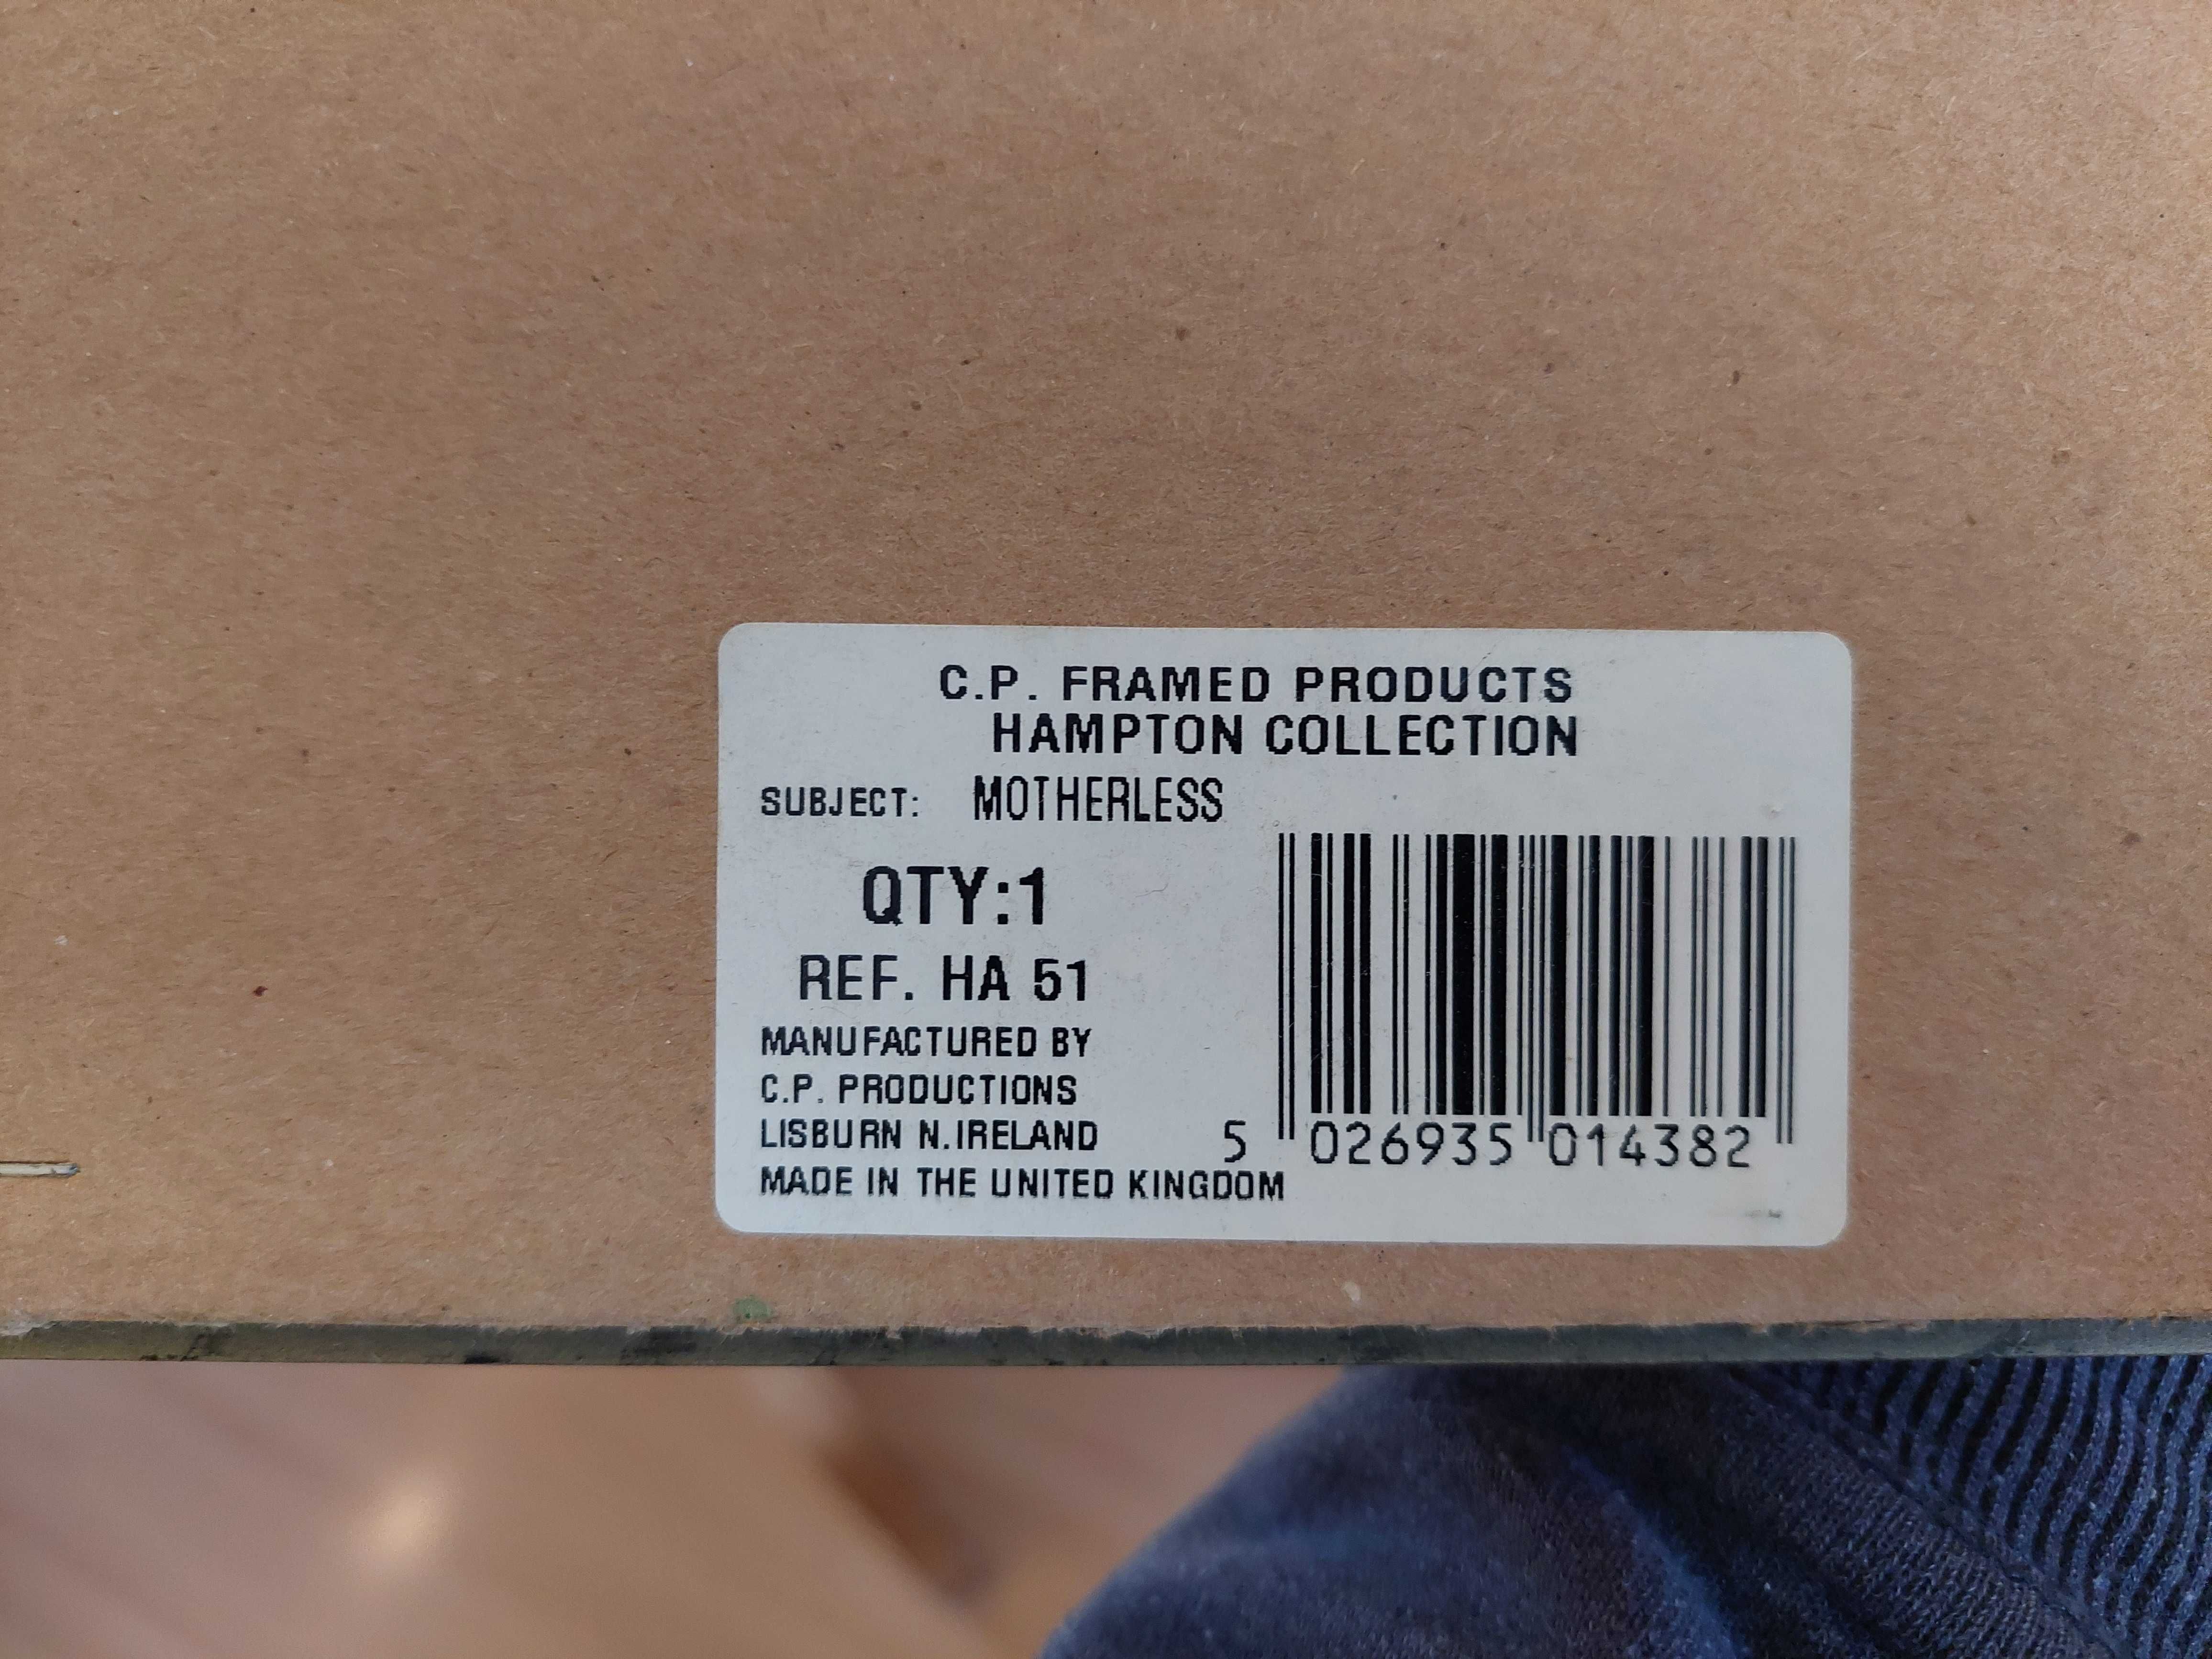 C.P. FRAMED PRODUCTS
HAMPTON COLLECTION
SUBJECT: MOTHERLESS
QTY:1
REF. HA 51
MANUFACTURED BY
C.P. PRODUCTIONS
LISBURN N.IRELAND
MADE IN THE UNITED KINGDOM
5 026935 014382